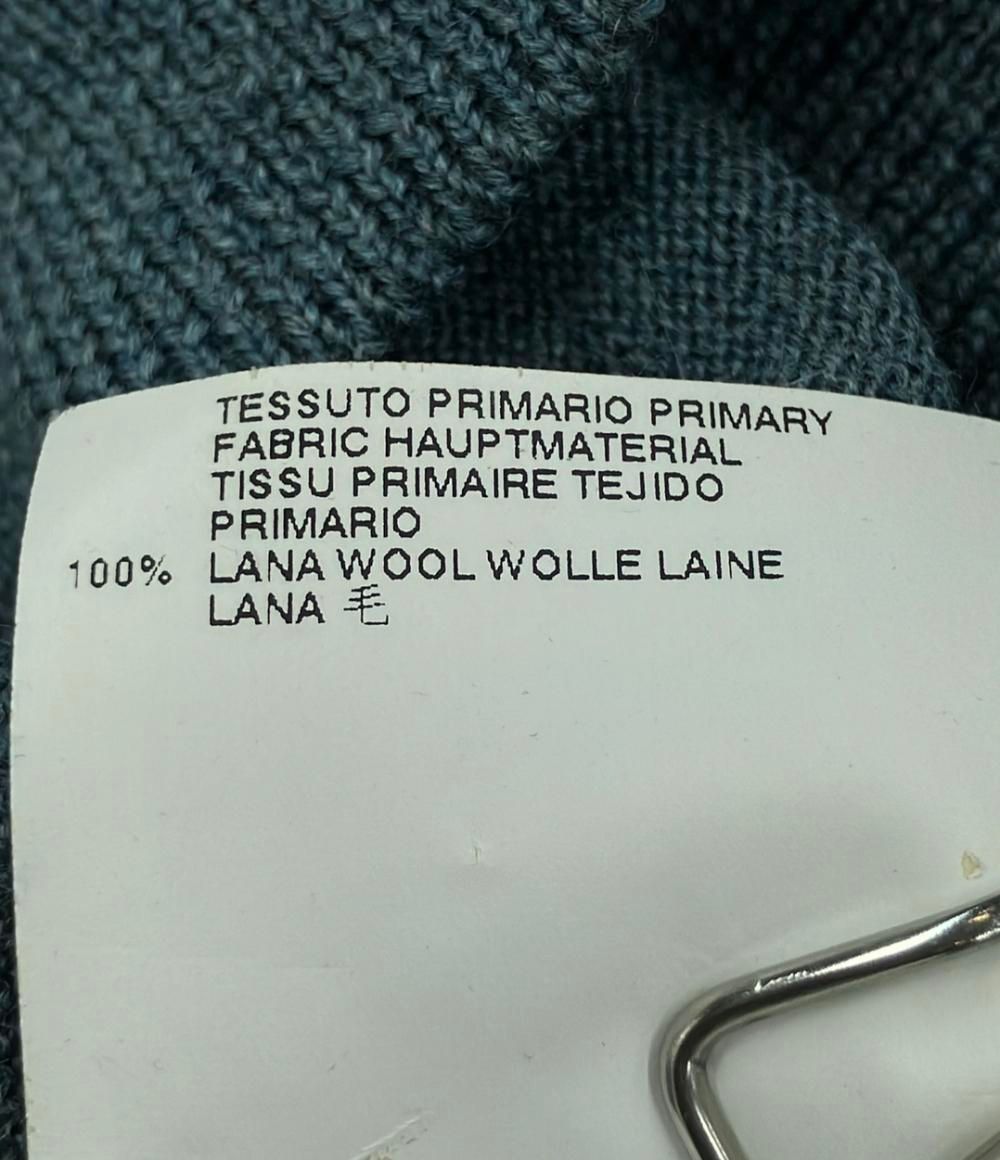 TESSUTO PRIMARIO PRIMARY
FABRIC HAUPTMATERIAL
TISSU PRIMAIRE TEJIDO
PRIMARIO
100% LANA WOOL WOLLE LAINE
LANA 毛